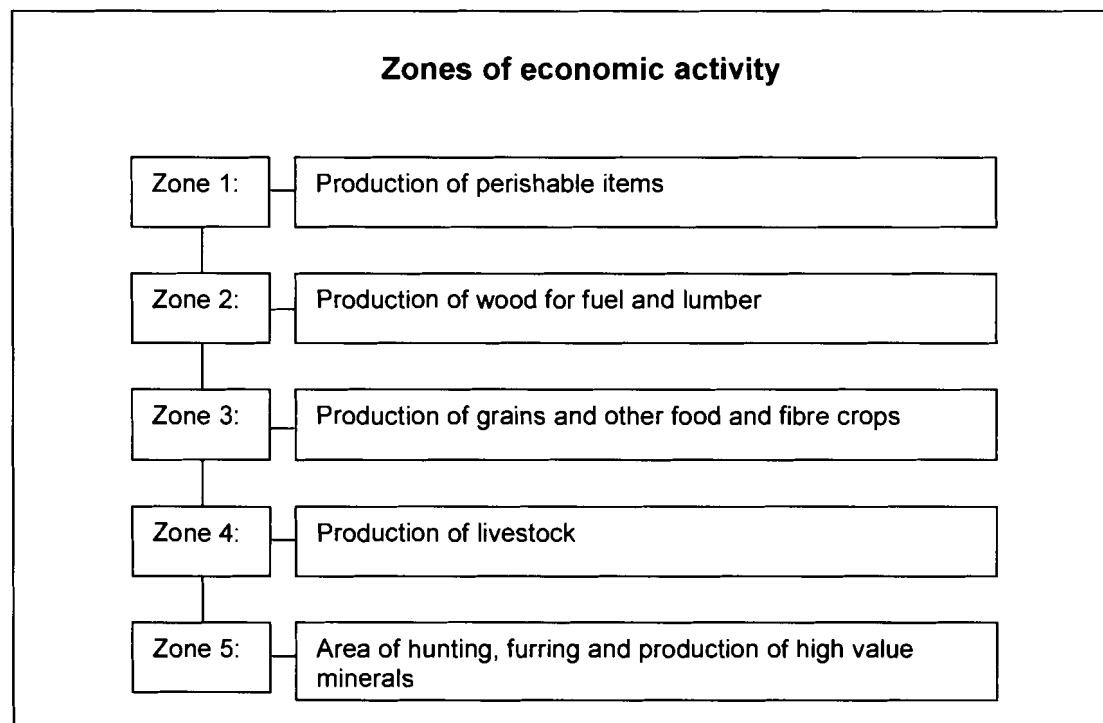 Zones of economic activity
Zone 1:
Production of perishable items
Zone 2:
Production of wood for fuel and lumber
Zone 3:
Production of grains and other food and fibre crops
Zone 4:
Production of livestock
Zone 5:
Area of hunting, furring and production of high value
minerals